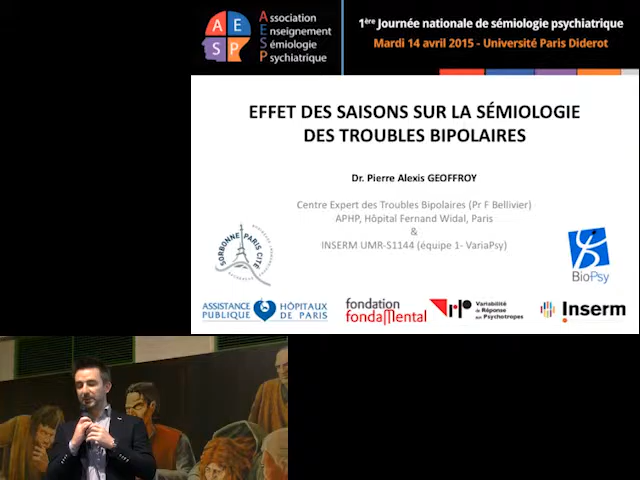 A E S P
Association
Enseignement
Sémiologie
Psychiatrique
1ère Journée nationale de sémiologie psychiatrique
Mardi 14 avril 2015 - Université Paris Diderot
EFFET DES SAISONS SUR LA SÉMIOLOGIE
DES TROUBLES BIPOLAIRES
Dr. Pierre Alexis GEOFFROY
Centre Expert des Troubles Bipolaires (Pr F Bellivier)
APHP, Hôpital Fernand Widal, Paris
&
INSERM UMR-S1144 (équipe 1- VariaPsy)
SORBONNE PARIS CITÉ
BioPsy
ASSISTANCE HÔPITAUX
PUBLIQUE DE PARIS
fondation
fondaMental
Variabilité
de Réponse
aux Psychotropes
Inserm